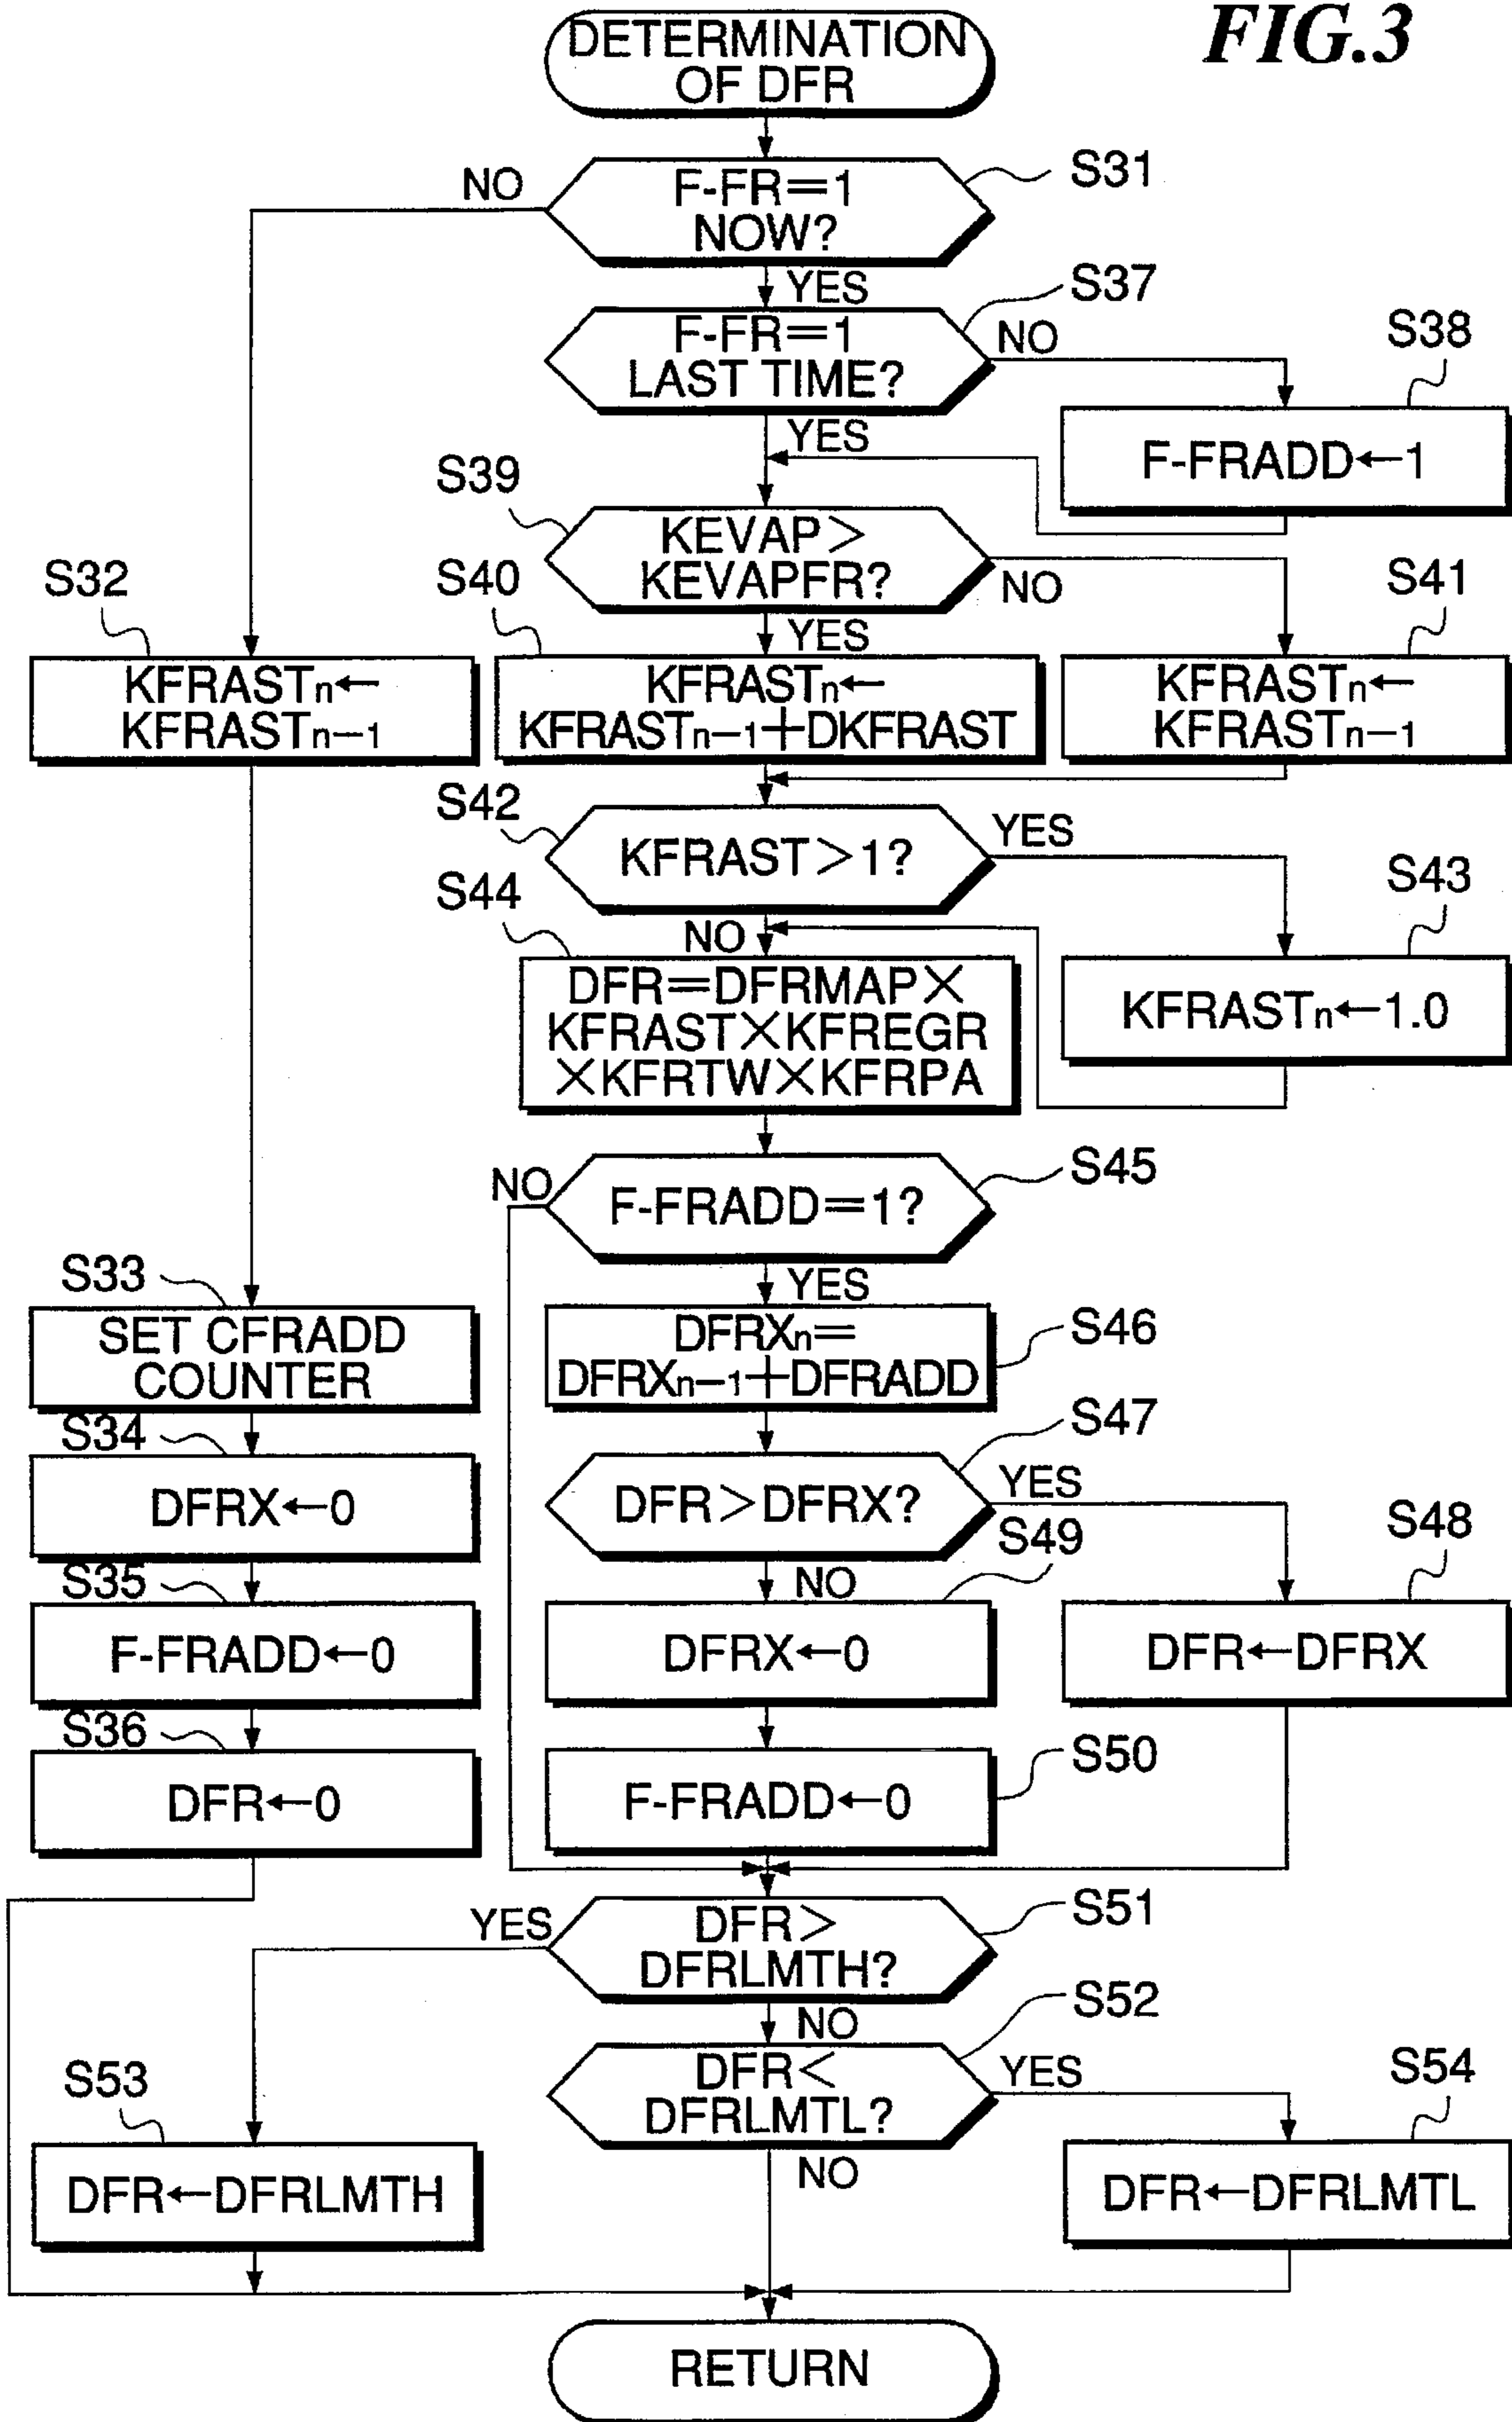 FIG.3
DETERMINATION
OF DFR
S31
NO
F-FR=1
NOW?
YES
S37
F-FR=1
LAST TIME?
NO
S38
YES
F-FRADD←1
S39
KEVAP>
KEVAPFR?
NO
S32
S40
S41
YES
KFRASTn←
KFRASTn-1
KFRASTn←
KFRASTn-1+DKFRAST
KFRASTn←
KFRASTn-1
S42
KFRAST>1?
YES
S43
S44
NO
DFR=DFRMAP×
KFRAST×KFREGR
×KFRTW×KFRPA
KFRASTn←1.0
S45
NO
F-FRADD=1?
S33
YES
SET CFRADD
COUNTER
DFRXn=
DFRXn-1+DFRADD
S46
S34
S47
DFRX←0
DFR>DFRX?
YES
S49
S48
S35
NO
F-FRADD←0
DFRX←0
DFR←DFRX
S36
S50
DFR←0
F-FRADD←0
S51
YES
DFR>
DFRLMTH?
S52
NO
DFR<
DFRLMTL?
YES
S53
S54
NO
DFR←DFRLMTH
DFR←DFRLMTL
RETURN